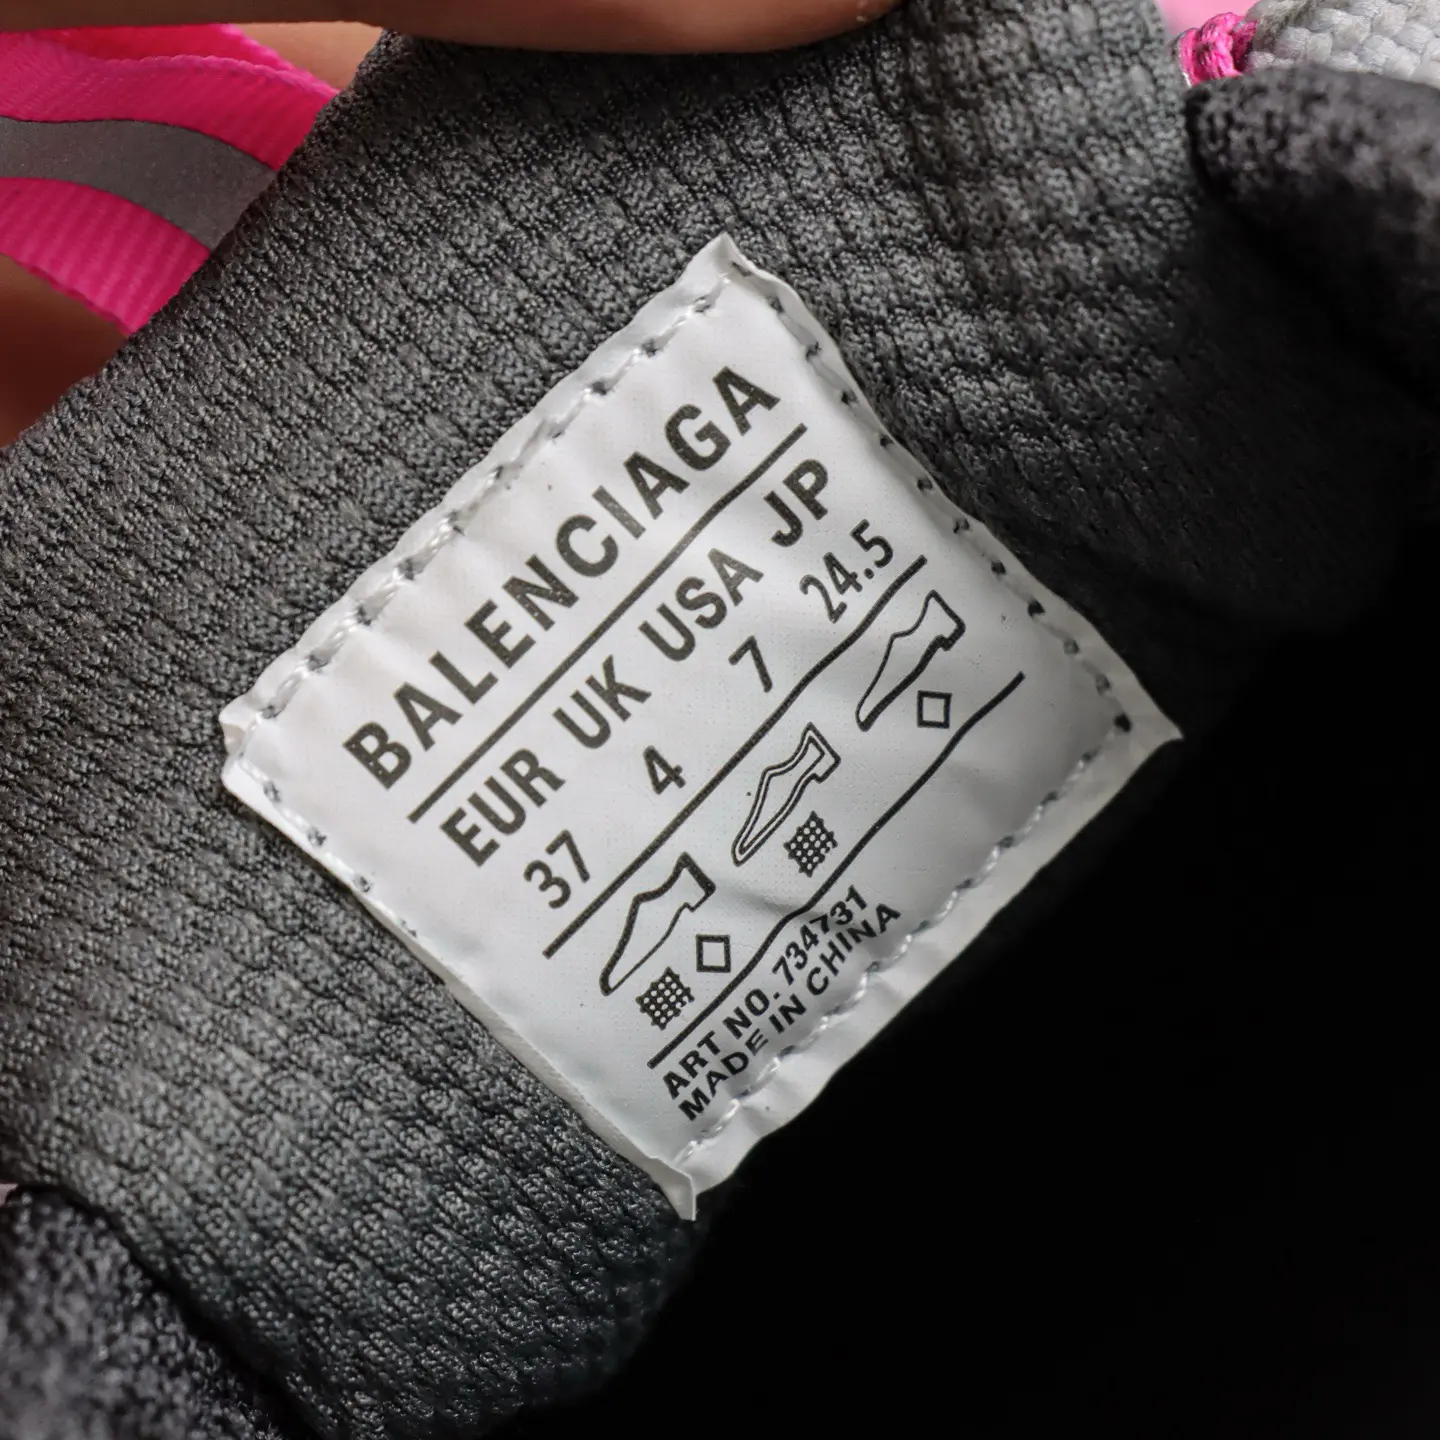 BALENCIAGA
EUR UK USA JP
37 4 7 24.5
ART NO. 734731
MADE IN CHINA